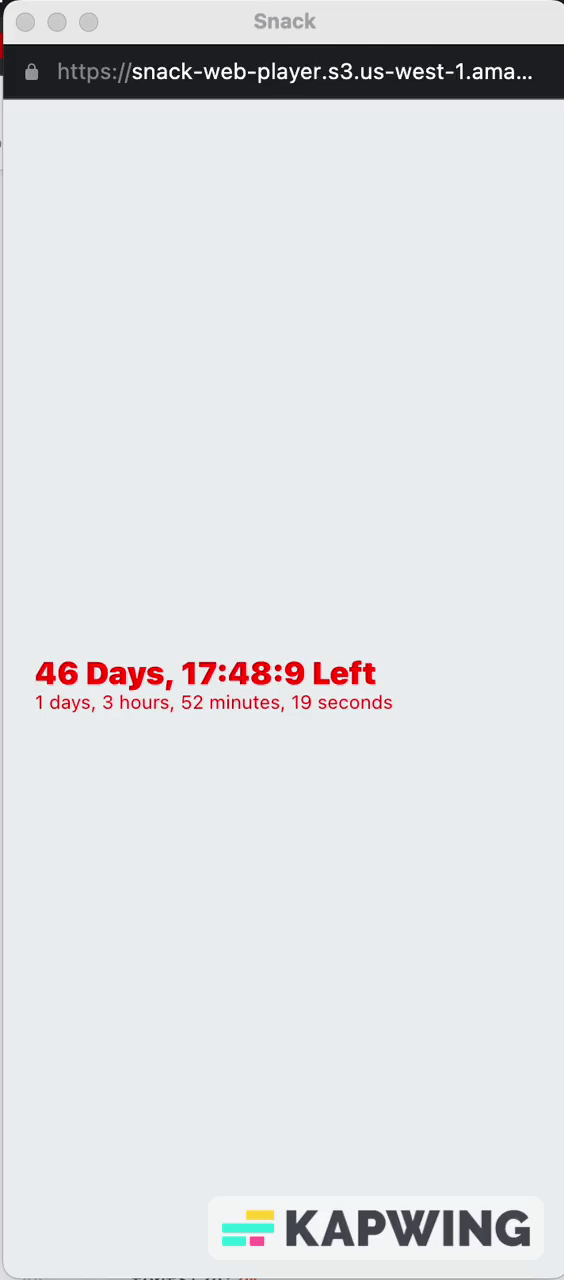 Snack
https://snack-web-player.s3.us-west-1.ama...
46 Days, 17:48:9 Left
1 days, 3 hours, 52 minutes, 19 seconds
KAPWING